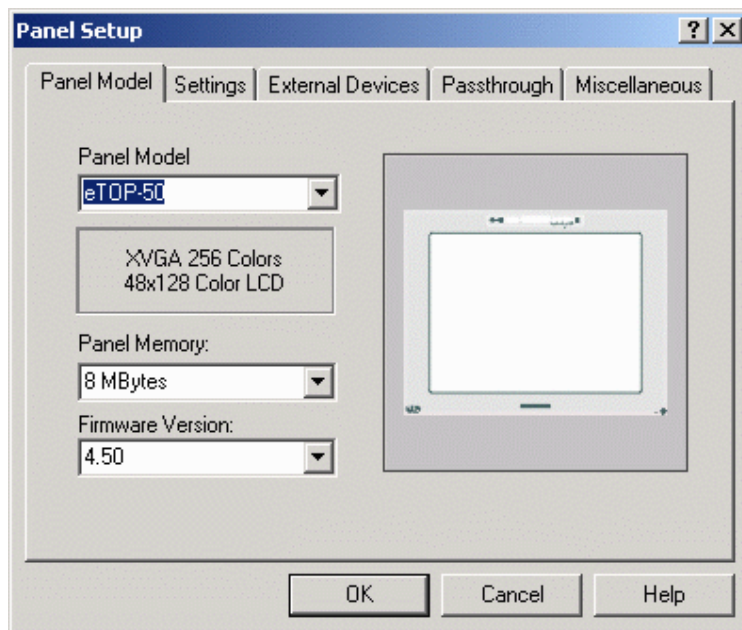 Panel Setup
Panel Model
Settings
External Devices
Passthrough
Miscellaneous
Panel Model
eTOP-50
XVGA 256 Colors
48x128 Color LCD
Panel Memory:
8 MBytes
Firmware Version:
4.50
OK
Cancel
Help